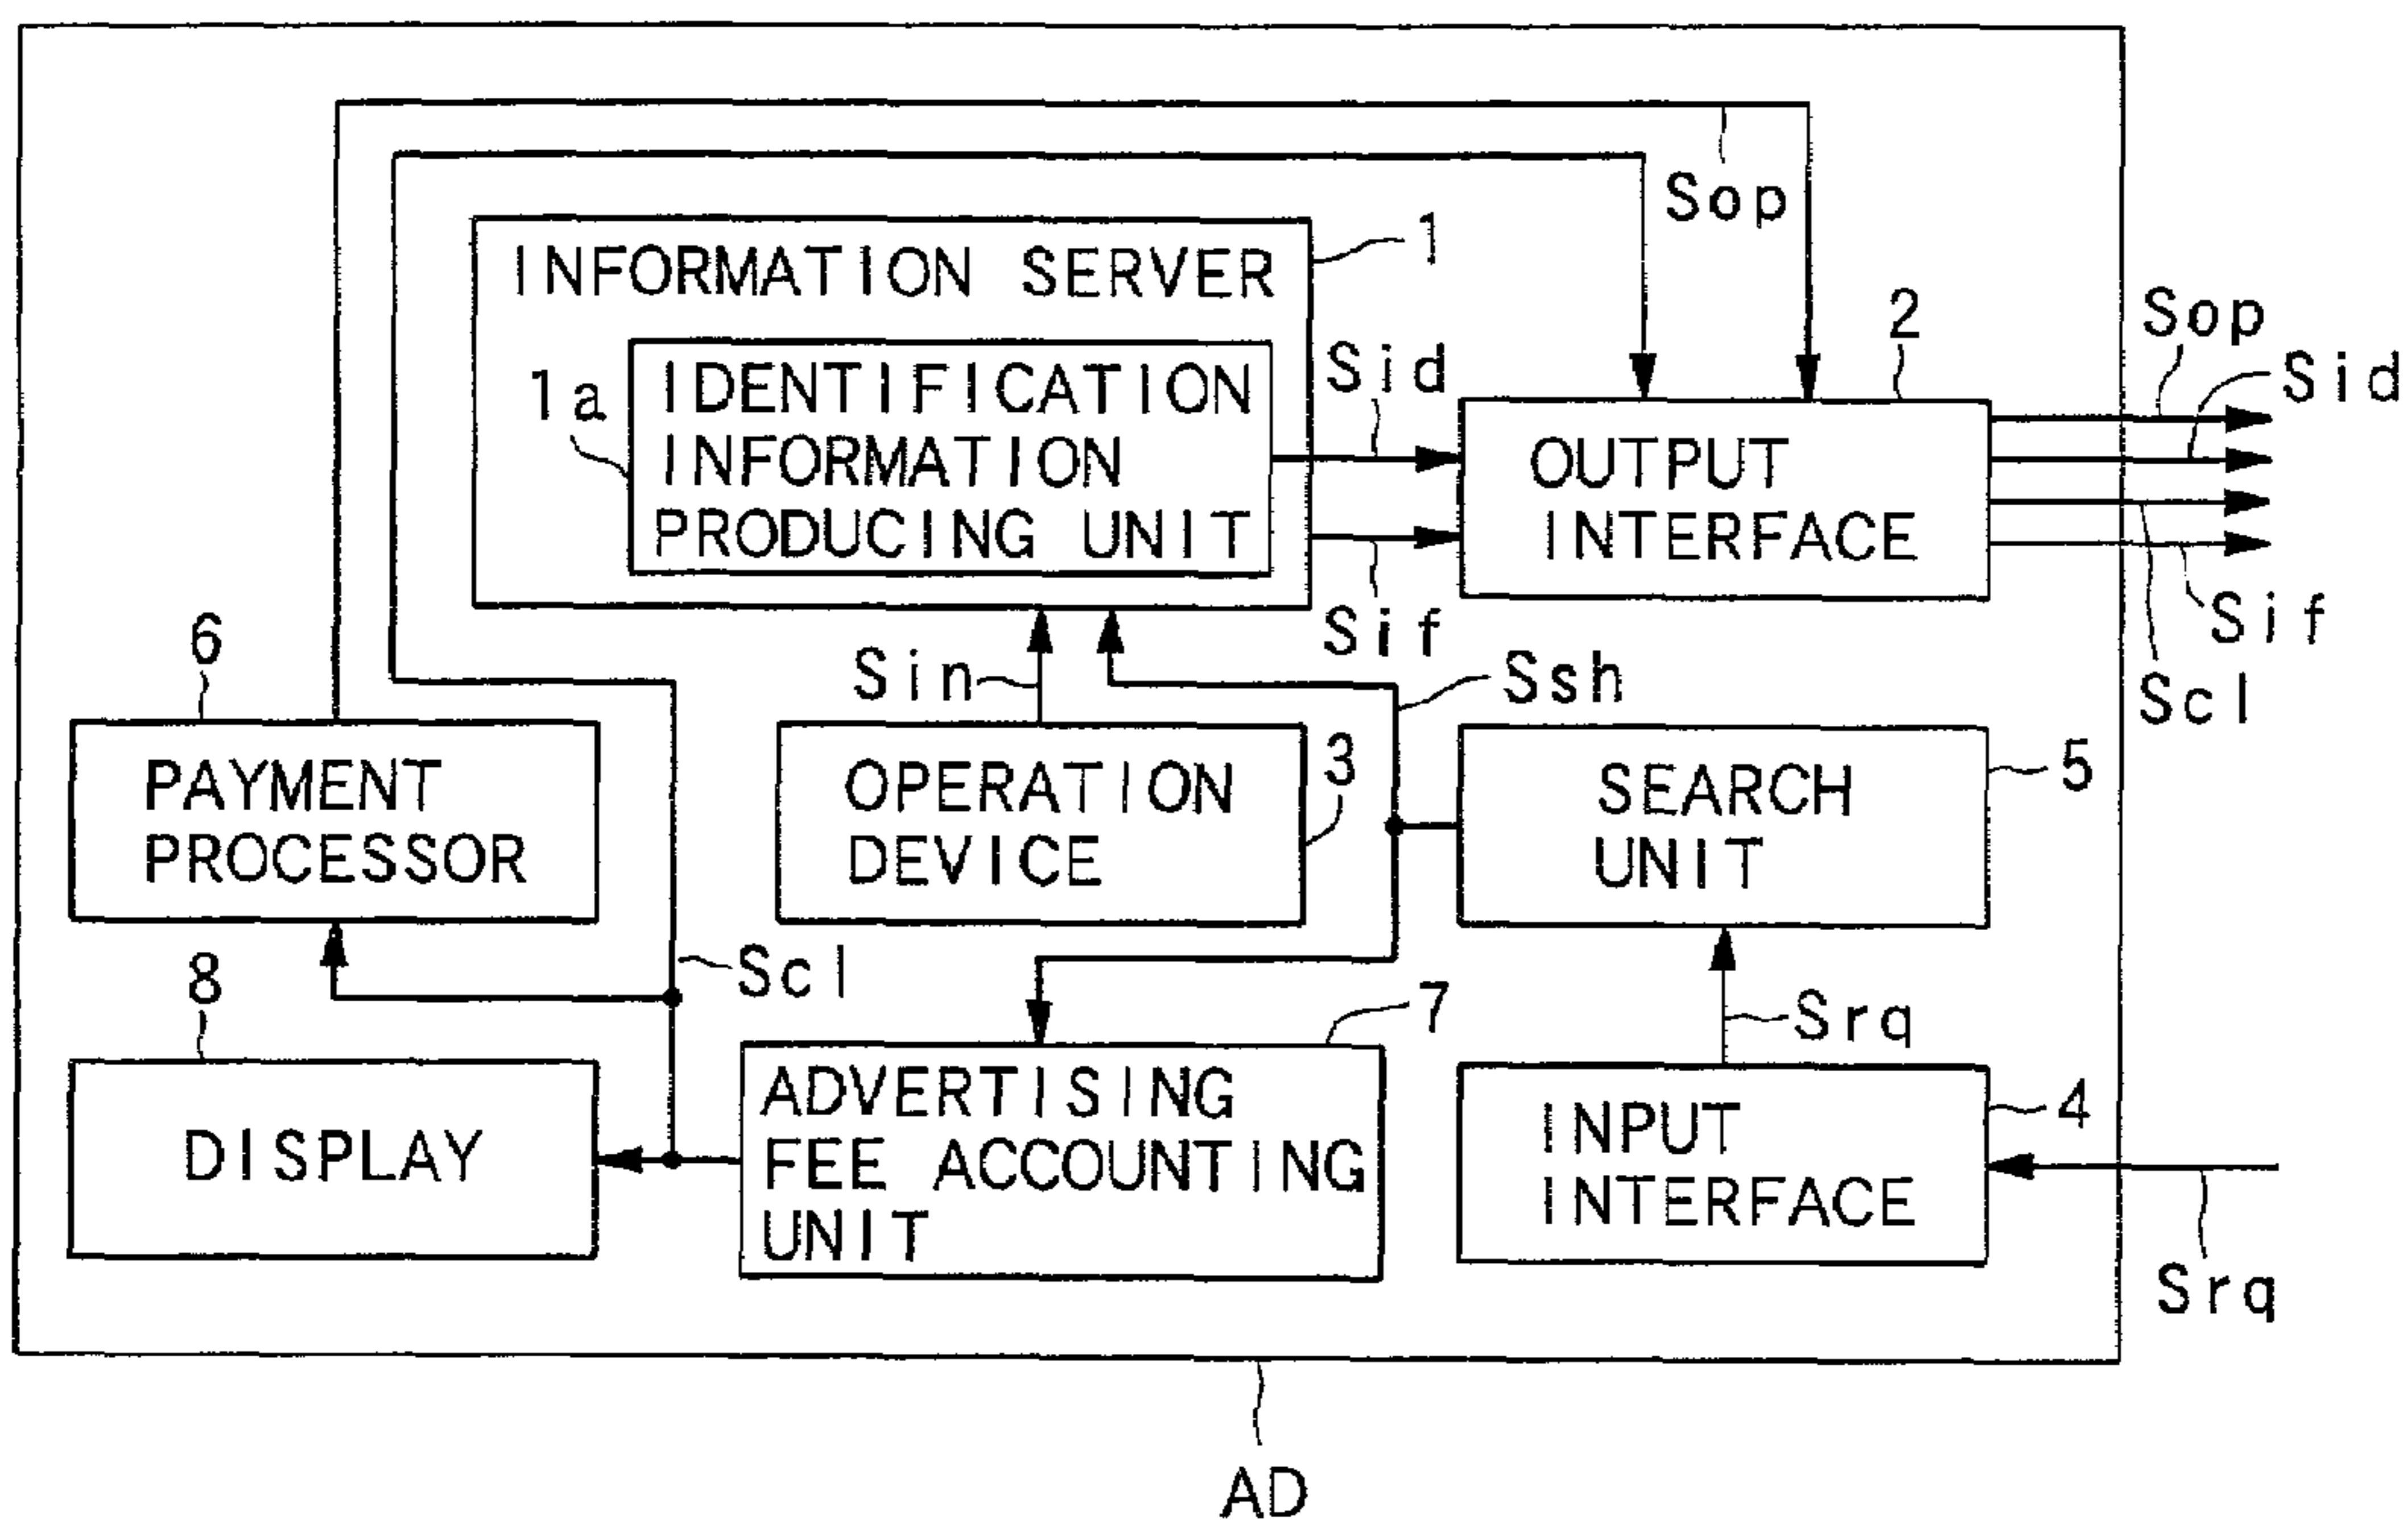 Sop
INFORMATION SERVER
1
1a
IDENTIFICATION
INFORMATION
PRODUCING UNIT
Sid
Sif
2
OUTPUT
INTERFACE
Sop
Sid
Sif
Scl
6
PAYMENT
PROCESSOR
Sin
OPERATION
DEVICE
3
Ssh
SEARCH
UNIT
5
Scl
8
DISPLAY
7
ADVERTISING
FEE ACCOUNTING
UNIT
Srq
INPUT
INTERFACE
4
Srq
AD